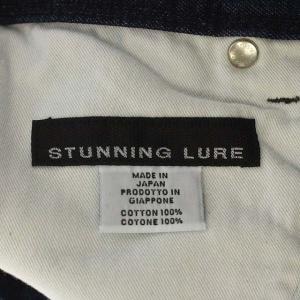 STUNNING LURE
MADE IN
JAPAN
PRODOTTO IN
GIAPPONE
COTTON 100%
COTONE 100%